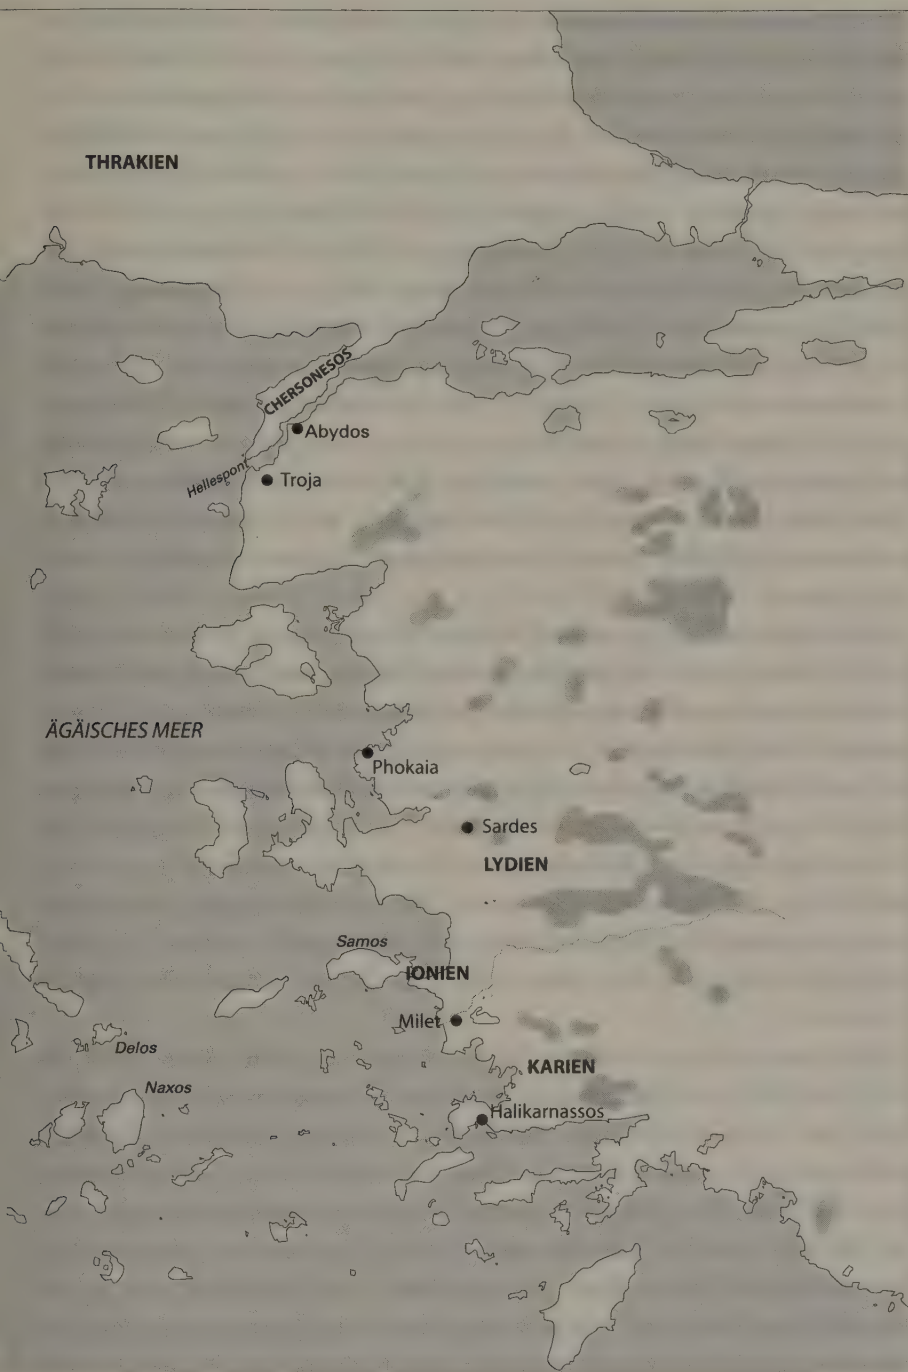 THRAKIEN
CHERSONESOS
Abydos
Hellespont
Troja
ÄGÄISCHES MEER
Phokaia
Sardes
LYDIEN
Samos
IONIEN
Milet
Delos
KARIEN
Naxos
Halikarnassos